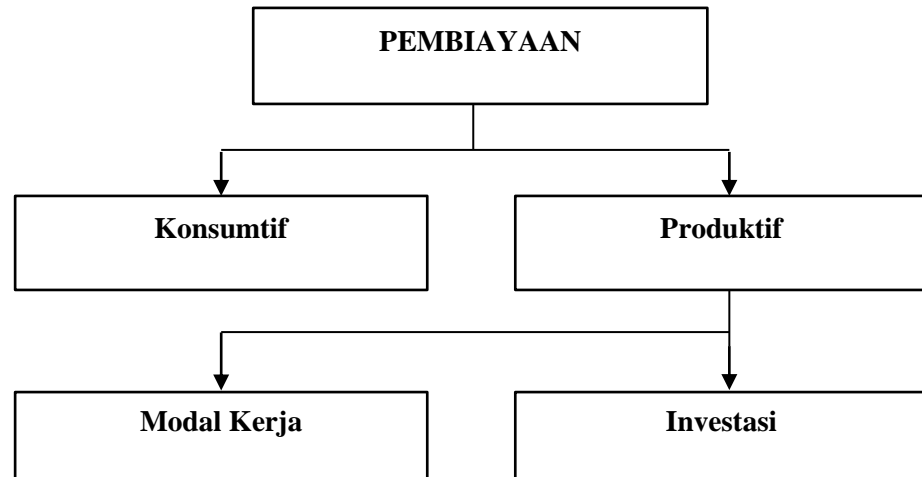 PEMBIAYAAN
Konsumtif
Produktif
Modal Kerja
Investasi